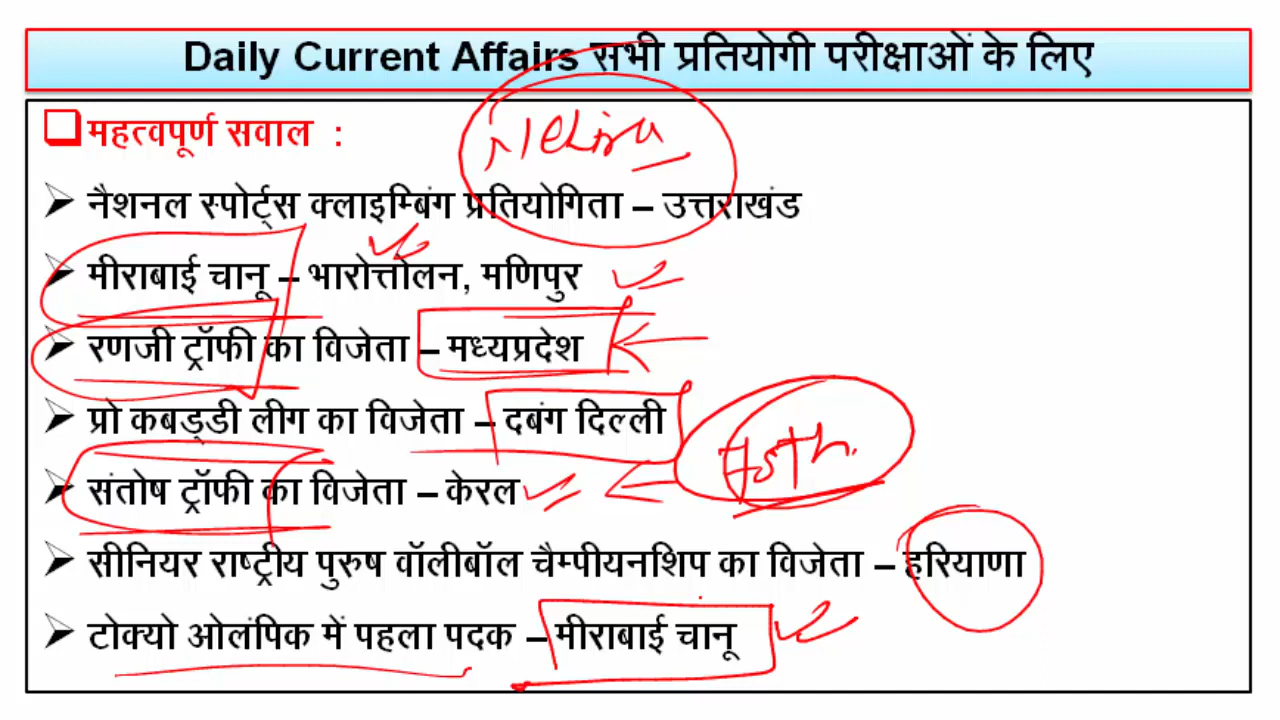 Daily Current Affairs सभी प्रतियोगी परीक्षाओं के लिए
महत्वपूर्ण सवाल :
नैशनल स्पोर्ट्स क्लाइम्बिंग प्रतियोगिता – उत्तराखंड
मीराबाई चानू – भारोत्तोलन, मणिपुर
रणजी ट्रॉफी का विजेता – मध्यप्रदेश
प्रो कबड्डी लीग का विजेता – दबंग दिल्ली
संतोष ट्रॉफी का विजेता – केरल
सीनियर राष्ट्रीय पुरुष वॉलीबॉल चैम्पीयनशिप का विजेता – हरियाणा
टोक्यो ओलंपिक में पहला पदक – मीराबाई चानू